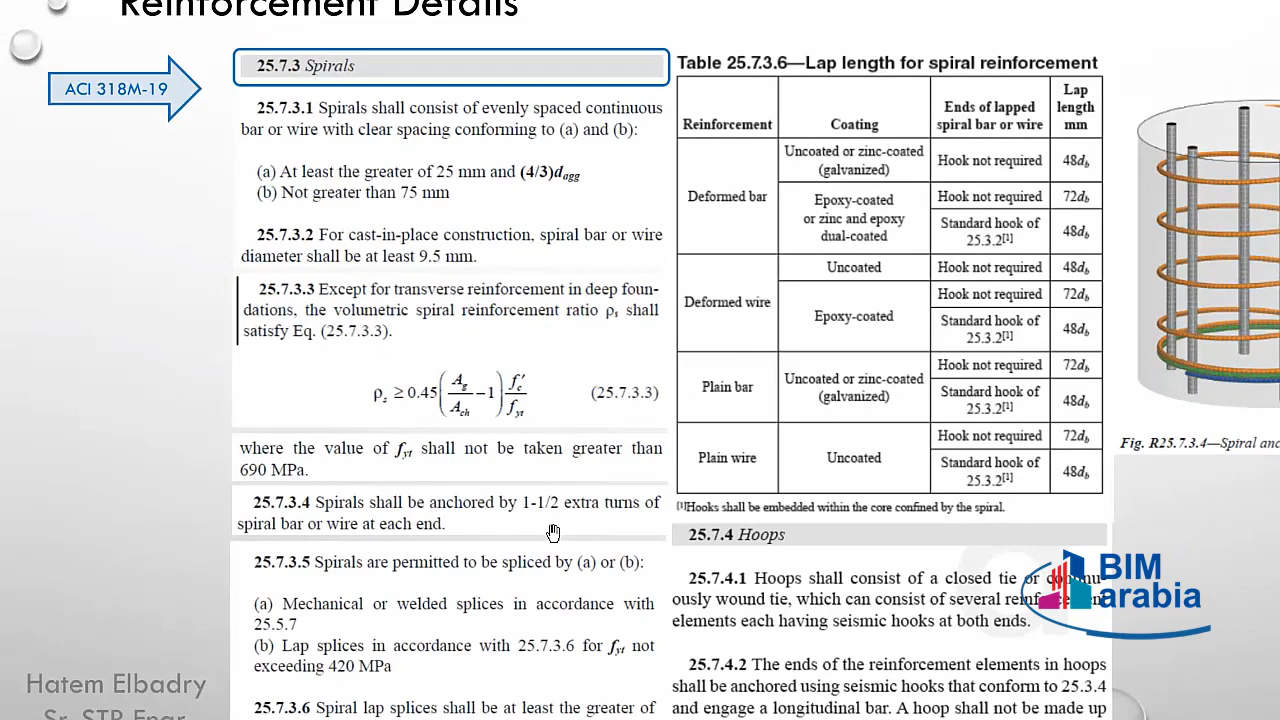 Reinforcement Details
ACI 318M-19
25.7.3 Spirals
25.7.3.1 Spirals shall consist of evenly spaced continuous
bar or wire with clear spacing conforming to (a) and (b):
(a) At least the greater of 25 mm and (4/3)dagg
(b) Not greater than 75 mm
25.7.3.2 For cast-in-place construction, spiral bar or wire
diameter shall be at least 9.5 mm.
25.7.3.3 Except for transverse reinforcement in deep foun-
dations, the volumetric spiral reinforcement ratio ρs shall
satisfy Eq. (25.7.3.3).
ρs ≥ 0.45(Ag/Ach − 1) f′c/fyt (25.7.3.3)
where the value of fyt shall not be taken greater than
690 MPa.
25.7.3.4 Spirals shall be anchored by 1-1/2 extra turns of
spiral bar or wire at each end.
25.7.3.5 Spirals are permitted to be spliced by (a) or (b):
(a) Mechanical or welded splices in accordance with
25.5.7
(b) Lap splices in accordance with 25.7.3.6 for fyt not
exceeding 420 MPa
25.7.3.6 Spiral lap splices shall be at least the greater of
Table 25.7.3.6—Lap length for spiral reinforcement
Reinforcement Coating Ends of lapped spiral bar or wire Lap length mm
Deformed bar Uncoated or zinc-coated (galvanized) Hook not required 48db
Epoxy-coated or zinc and epoxy dual-coated Hook not required 72db
Standard hook of 25.3.2[1] 48db
Deformed wire Uncoated Hook not required 48db
Epoxy-coated Hook not required 72db
Standard hook of 25.3.2[1] 48db
Plain bar Uncoated or zinc-coated (galvanized) Hook not required 72db
Standard hook of 25.3.2[1] 48db
Plain wire Uncoated Hook not required 72db
Standard hook of 25.3.2[1] 48db
[1]Hooks shall be embedded within the core confined by the spiral.
25.7.4 Hoops
25.7.4.1 Hoops shall consist of a closed tie or continu-
ously wound tie, which can consist of several reinforcement
elements each having seismic hooks at both ends.
25.7.4.2 The ends of the reinforcement elements in hoops
shall be anchored using seismic hooks that conform to 25.3.4
and engage a longitudinal bar. A hoop shall not be made up
Fig. R25.7.3.4—Spiral anc
BIM
arabia
Hatem Elbadry
Sr. STR Engr